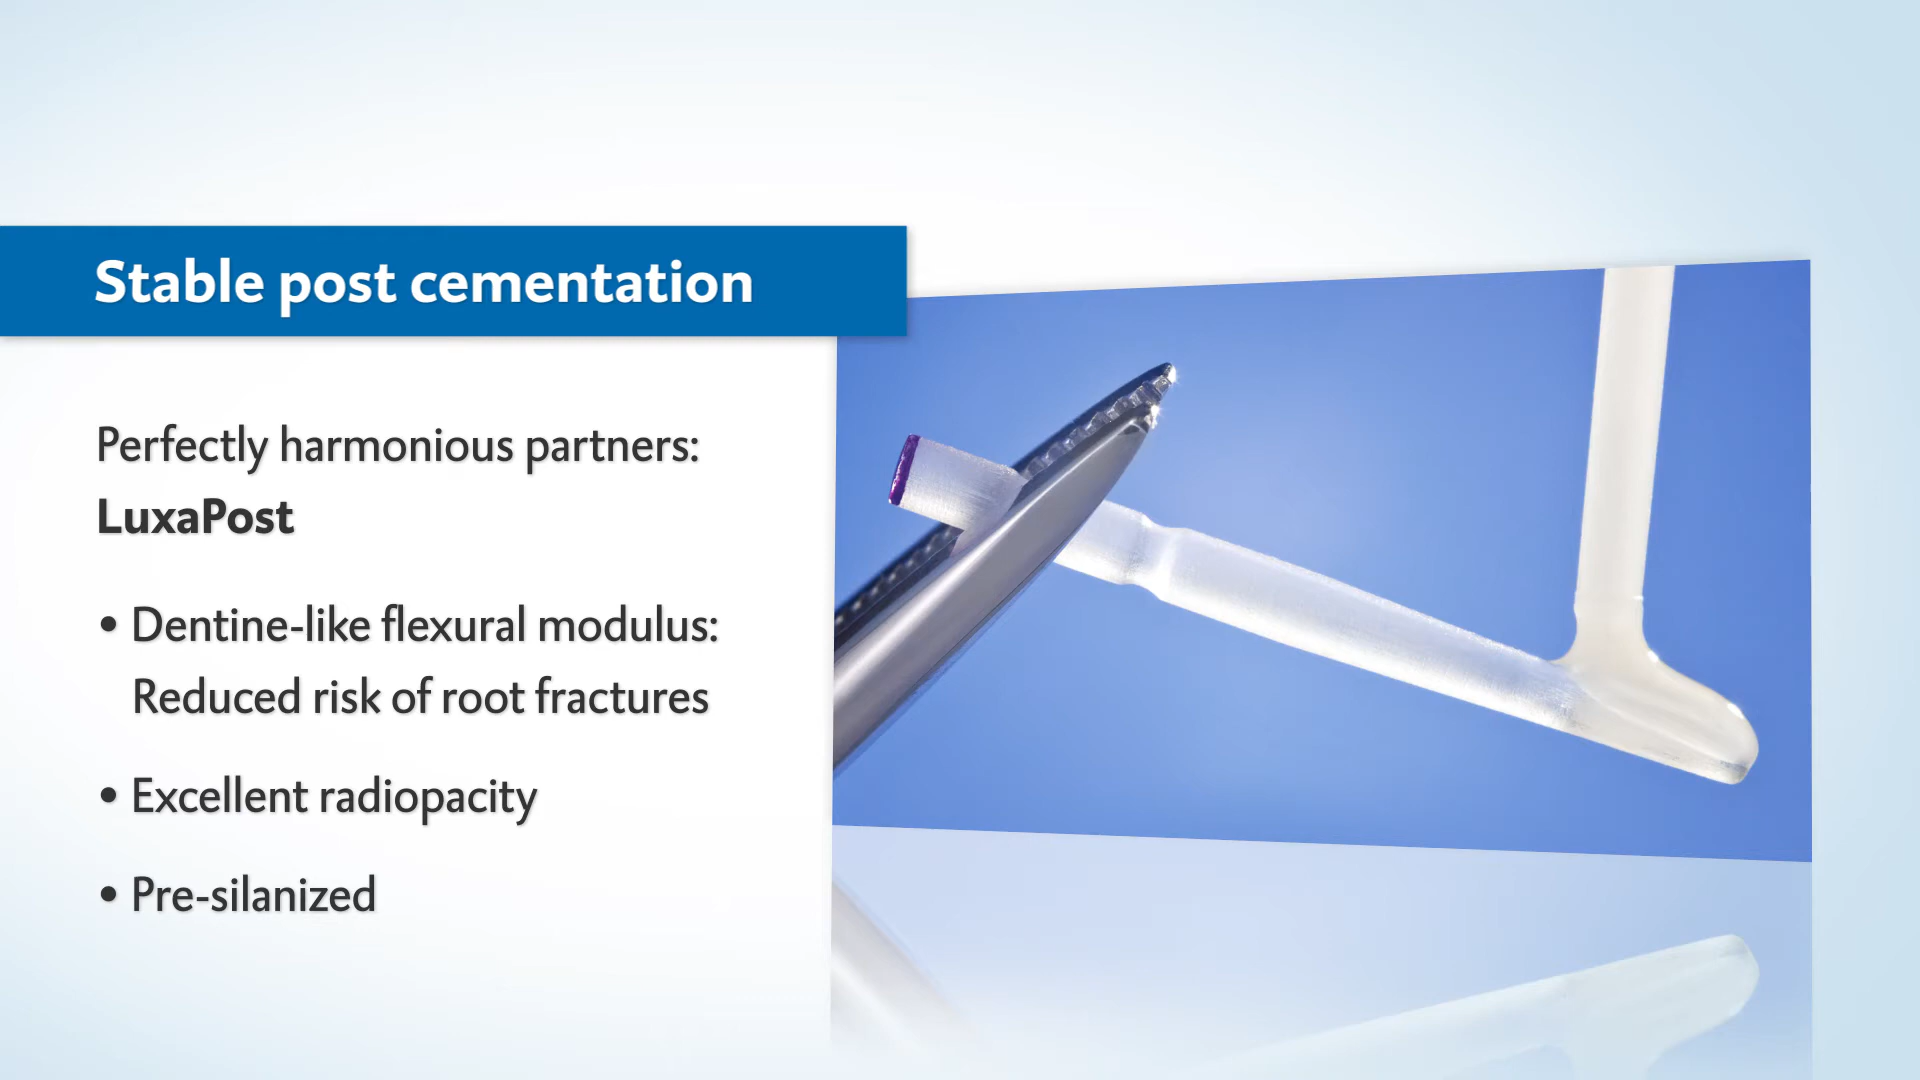 Stable post cementation
Perfectly harmonious partners:
LuxaPost
• Dentine-like flexural modulus:
Reduced risk of root fractures
• Excellent radiopacity
• Pre-silanized